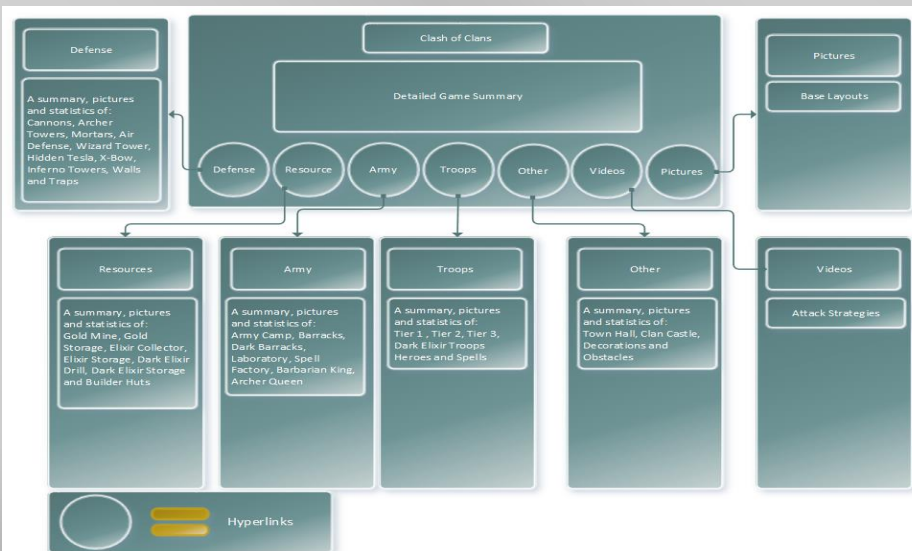 Defense
A summary, pictures
and statistics of:
Cannons, Archer
Towers, Mortars, Air
Defense, Wizard Tower,
Hidden Tesla, X-Bow,
Inferno Towers, Walls
and Traps
Clash of Clans
Detailed Game Summary
Defense
Resource
Army
Troops
Other
Videos
Pictures
Pictures
Base Layouts
Resources
A summary, pictures
and statistics of:
Gold Mine, Gold
Storage, Elixir Collector,
Elixir Storage, Dark Elixir
Drill, Dark Elixir Storage
and Builder Huts
Army
A summary, pictures
and statistics of:
Army Camp, Barracks,
Dark Barracks,
Laboratory, Spell
Factory, Barbarian King,
Archer Queen
Troops
A summary, pictures
and statistics of:
Tier 1 , Tier 2, Tier 3,
Dark Elixir Troops
Heroes and Spells
Other
A summary, pictures
and statistics of:
Town Hall, Clan Castle,
Decorations and
Obstacles
Videos
Attack Strategies
Hyperlinks